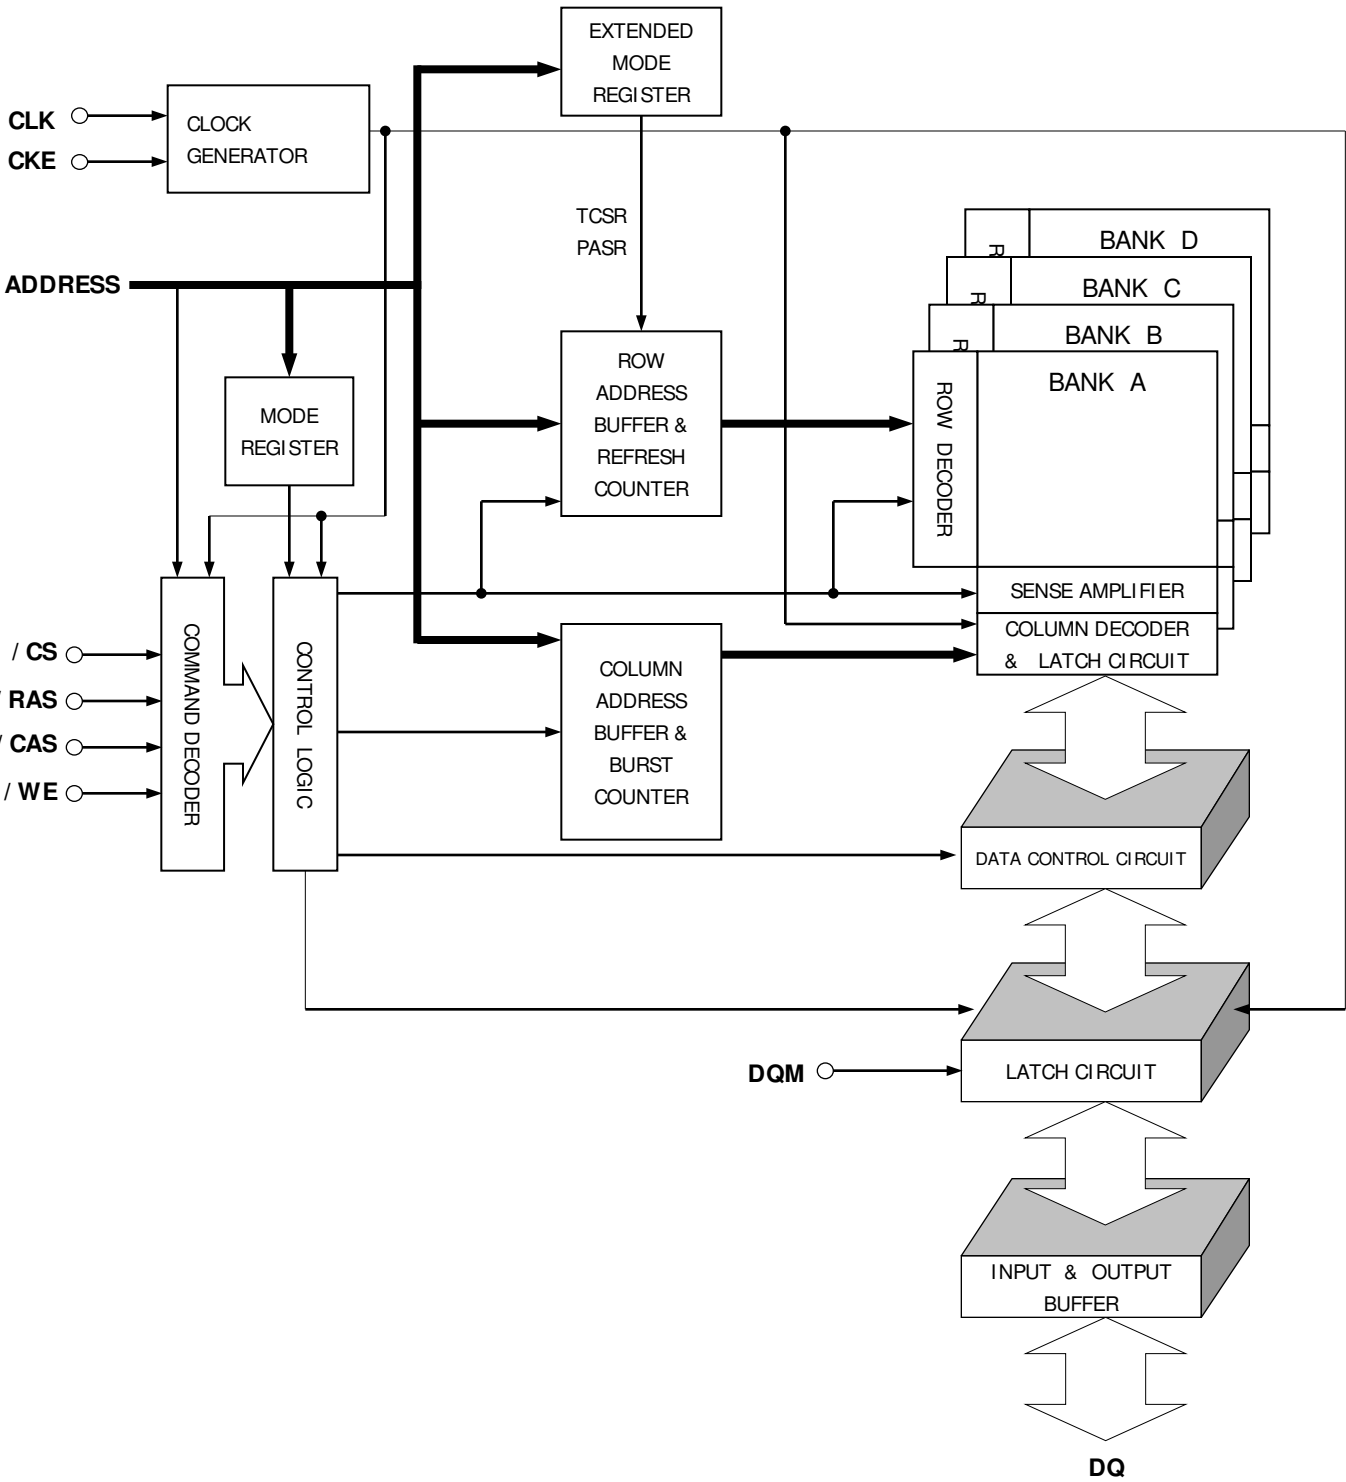 EXTENDED
MODE
REGISTER
CLK
CKE
CLOCK
GENERATOR
TCSR
PASR
ADDRESS
BANK D
R
BANK C
R
BANK B
R
BANK A
ROW DECODER
ROW
ADDRESS
BUFFER &
REFRESH
COUNTER
MODE
REGISTER
SENSE AMPLIFIER
COLUMN DECODER
& LATCH CIRCUIT
/ CS
/ RAS
/ CAS
/ WE
COMMAND DECODER
CONTROL LOGIC
COLUMN
ADDRESS
BUFFER &
BURST
COUNTER
DATA CONTROL CIRCUIT
DQM
LATCH CIRCUIT
INPUT & OUTPUT
BUFFER
DQ